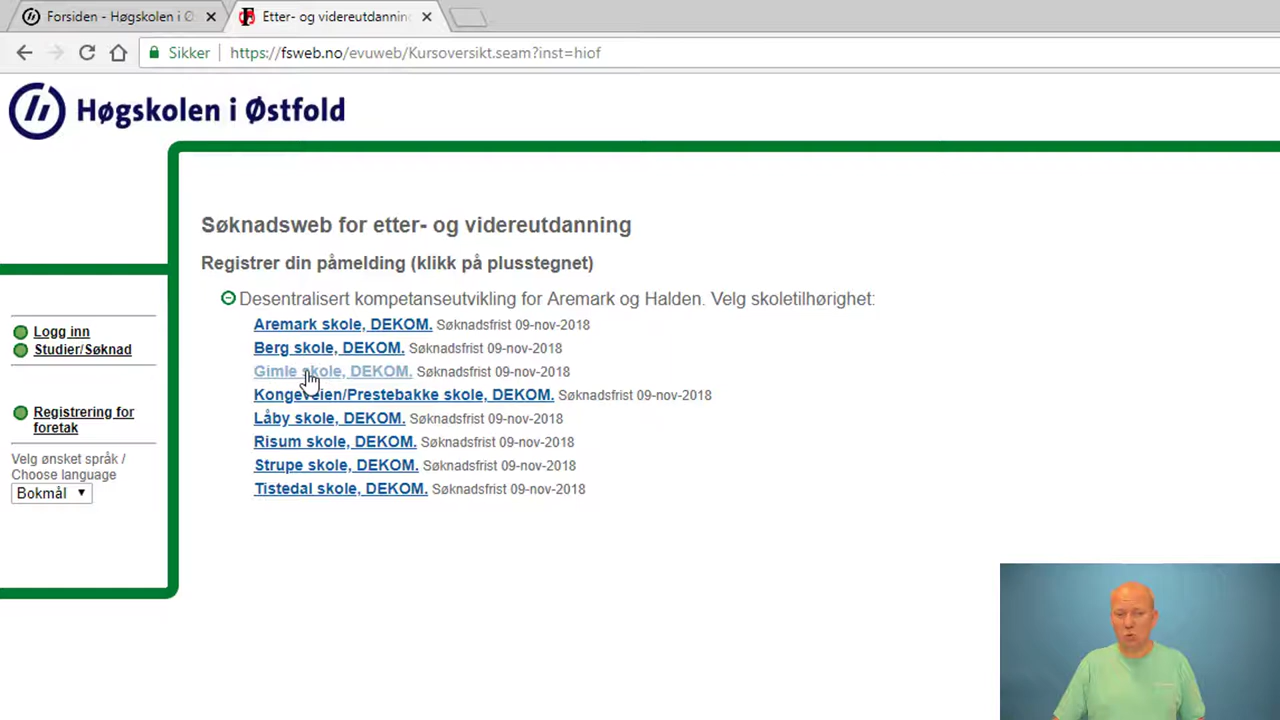 Forsiden - Høgskolen i Ø
Etter- og videreutdannin
Sikker
https://fsweb.no/evuweb/Kursoversikt.seam?inst=hiof
Høgskolen i Østfold
Søknadsweb for etter- og videreutdanning
Registrer din påmelding (klikk på plusstegnet)
Desentralisert kompetanseutvikling for Aremark og Halden. Velg skoletilhørighet:
Aremark skole, DEKOM. Søknadsfrist 09-nov-2018
Berg skole, DEKOM. Søknadsfrist 09-nov-2018
Gimle skole, DEKOM. Søknadsfrist 09-nov-2018
Kongeveien/Prestebakke skole, DEKOM. Søknadsfrist 09-nov-2018
Låby skole, DEKOM. Søknadsfrist 09-nov-2018
Risum skole, DEKOM. Søknadsfrist 09-nov-2018
Strupe skole, DEKOM. Søknadsfrist 09-nov-2018
Tistedal skole, DEKOM. Søknadsfrist 09-nov-2018
Logg inn
Studier/Søknad
Registrering for
foretak
Velg ønsket språk /
Choose language
Bokmål